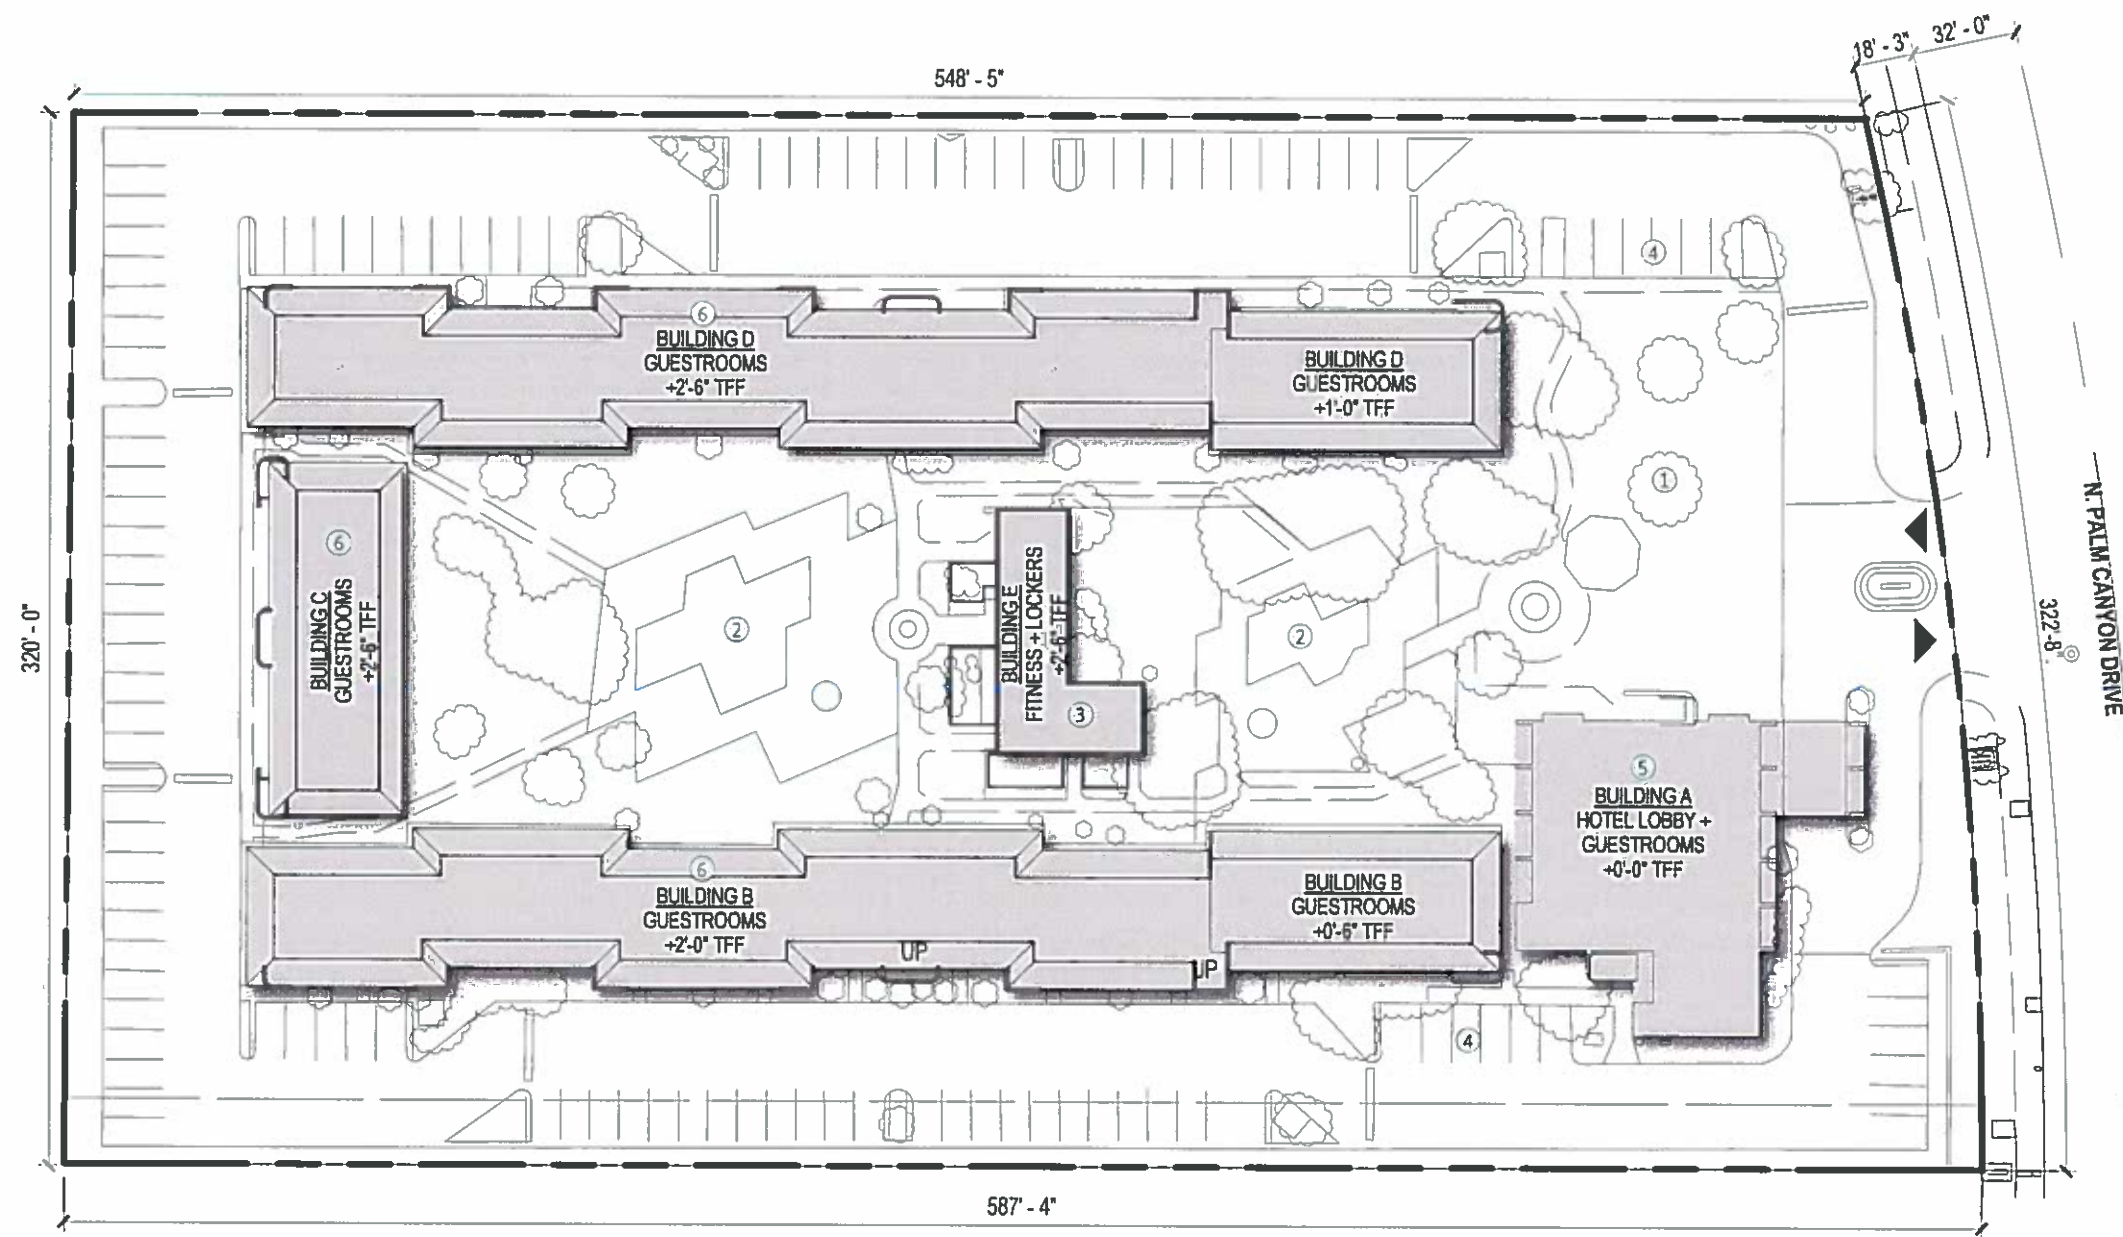 18' - 3"
32' - 0"
548' - 5"
4
6
BUILDING D
GUESTROOMS
+2'-6" TFF
BUILDING D
GUESTROOMS
+1'-0" TFF
1
N. PALM CANYON DRIVE
6
BUILDING C
GUESTROOMS
+2'-6" TFF
2
BUILDING E
FITNESS + LOCKERS
+2'-6" TFF
3
2
320' - 0"
322' - 8"
5
BUILDING A
HOTEL LOBBY +
GUESTROOMS
+0'-0" TFF
6
BUILDING B
GUESTROOMS
+2'-0" TFF
UP
BUILDING B
GUESTROOMS
+0'-6" TFF
UP
4
587' - 4"